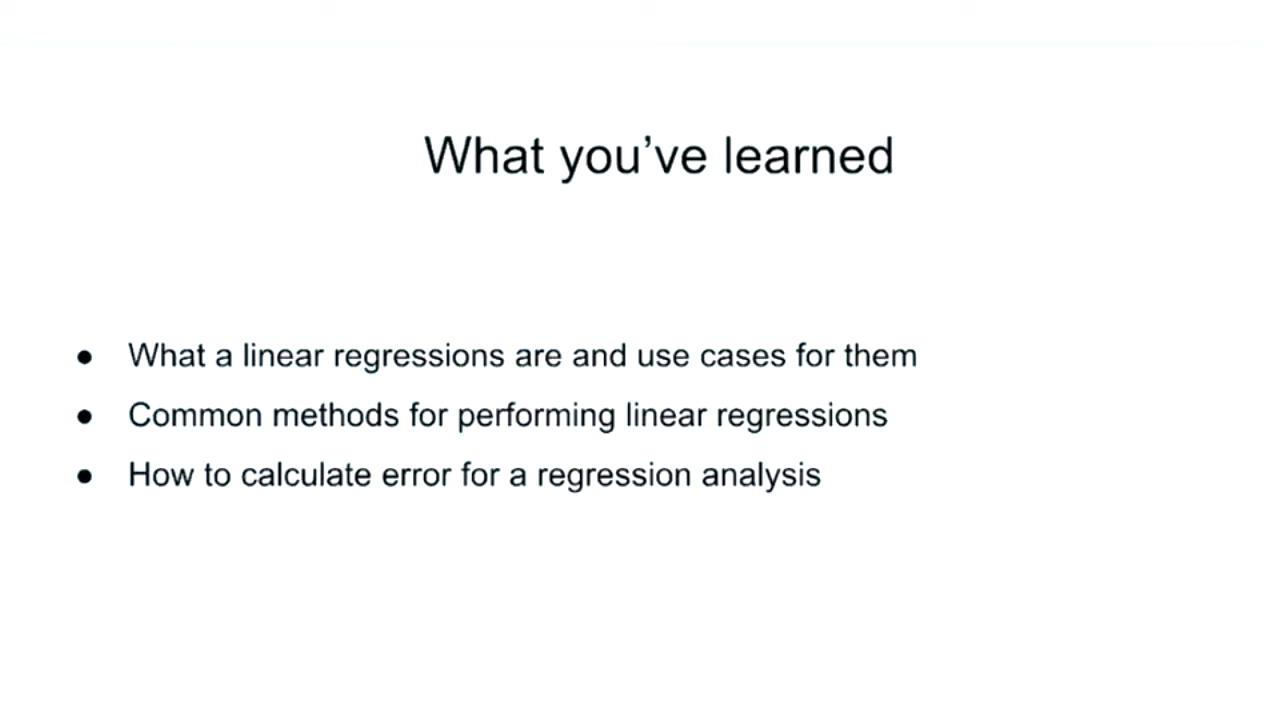 What you’ve learned
● What a linear regressions are and use cases for them
● Common methods for performing linear regressions
● How to calculate error for a regression analysis